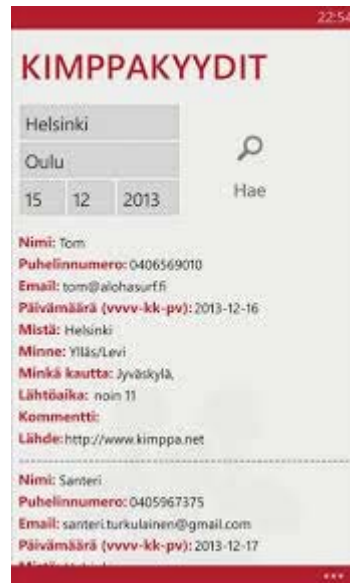 22:54
KIMPPAKYYDIT
Helsinki
Oulu
15 12 2013
Hae
Nimi: Tom
Puhelinnumero: 0406569010
Email: tom@alohasurf.fi
Päivämäärä (vvvv-kk-pv): 2013-12-16
Mistä: Helsinki
Minne: Ylläs/Levi
Minkä kautta: Jyväskylä,
Lähtöaika: noin 11
Kommentti:
Lähde: http://www.kimppa.net
Nimi: Santeri
Puhelinnumero: 0405967375
Email: santeri.turkulainen@gmail.com
Päivämäärä (vvvv-kk-pv): 2013-12-17